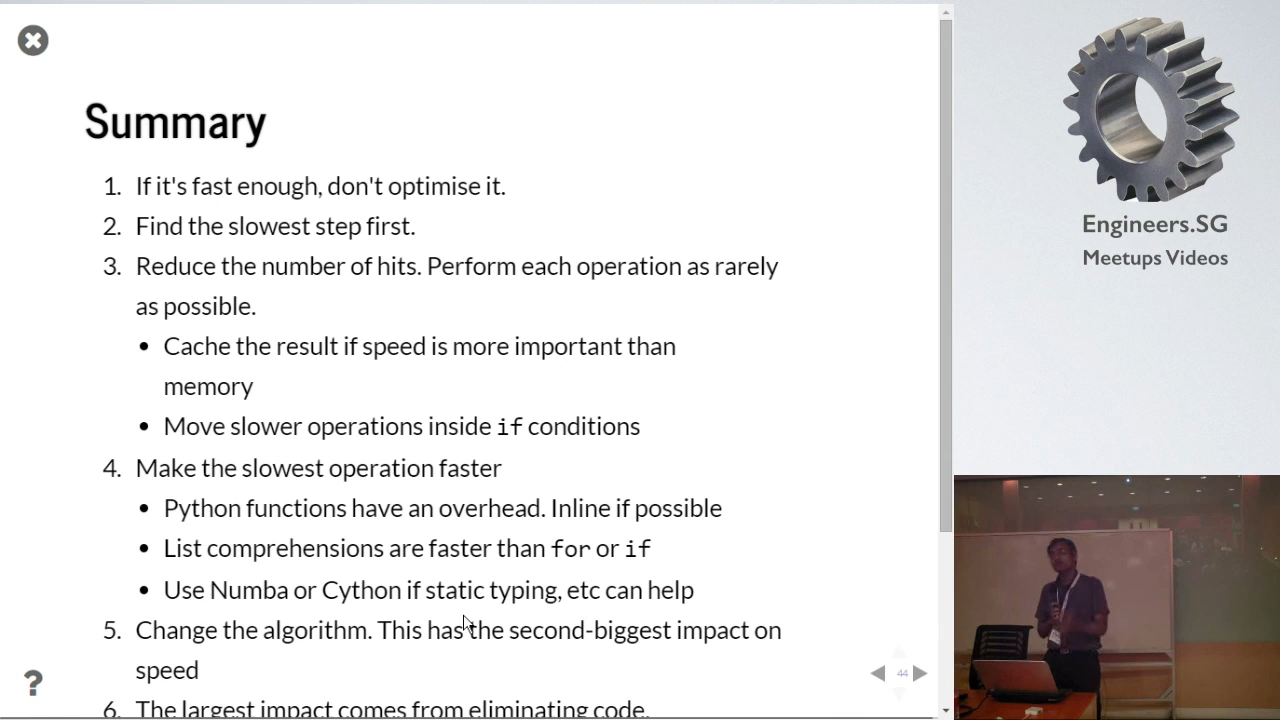 Summary
1. If it's fast enough, don't optimise it.
2. Find the slowest step first.
3. Reduce the number of hits. Perform each operation as rarely
as possible.
• Cache the result if speed is more important than
memory
• Move slower operations inside if conditions
4. Make the slowest operation faster
• Python functions have an overhead. Inline if possible
• List comprehensions are faster than for or if
• Use Numba or Cython if static typing, etc can help
5. Change the algorithm. This has the second-biggest impact on
speed
6. The largest impact comes from eliminating code.
?
44
Engineers.SG
Meetups Videos